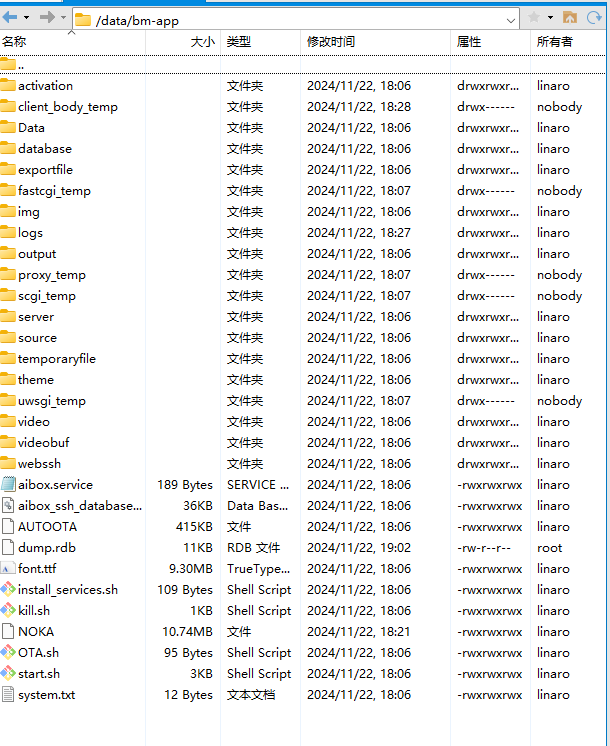 /data/bm-app
名称 大小 类型 修改时间 属性 所有者
..
activation 文件夹 2024/11/22, 18:06 drwxrwxr... linaro
client_body_temp 文件夹 2024/11/22, 18:28 drwx------ nobody
Data 文件夹 2024/11/22, 18:06 drwxrwxr... linaro
database 文件夹 2024/11/22, 18:06 drwxrwxr... linaro
exportfile 文件夹 2024/11/22, 18:06 drwxrwxr... linaro
fastcgi_temp 文件夹 2024/11/22, 18:07 drwx------ nobody
img 文件夹 2024/11/22, 18:06 drwxrwxr... linaro
logs 文件夹 2024/11/22, 18:27 drwxrwxr... linaro
output 文件夹 2024/11/22, 18:06 drwxrwxr... linaro
proxy_temp 文件夹 2024/11/22, 18:07 drwx------ nobody
scgi_temp 文件夹 2024/11/22, 18:07 drwx------ nobody
server 文件夹 2024/11/22, 18:06 drwxrwxr... linaro
source 文件夹 2024/11/22, 18:06 drwxrwxr... linaro
temporaryfile 文件夹 2024/11/22, 18:06 drwxrwxr... linaro
theme 文件夹 2024/11/22, 18:06 drwxrwxr... linaro
uwsgi_temp 文件夹 2024/11/22, 18:07 drwx------ nobody
video 文件夹 2024/11/22, 18:06 drwxrwxr... linaro
videobuf 文件夹 2024/11/22, 18:06 drwxrwxr... linaro
webssh 文件夹 2024/11/22, 18:06 drwxrwxr... linaro
aibox.service 189 Bytes SERVICE ... 2024/11/22, 18:06 -rwxrwxrwx linaro
aibox_ssh_database... 36KB Data Bas... 2024/11/22, 18:06 -rwxrwxrwx linaro
AUTOOTA 415KB 文件 2024/11/22, 18:06 -rwxrwxrwx linaro
dump.rdb 11KB RDB 文件 2024/11/22, 19:02 -rw-r--r-- root
font.ttf 9.30MB TrueType... 2024/11/22, 18:06 -rwxrwxrwx linaro
install_services.sh 109 Bytes Shell Script 2024/11/22, 18:06 -rwxrwxrwx linaro
kill.sh 1KB Shell Script 2024/11/22, 18:06 -rwxrwxrwx linaro
NOKA 10.74MB 文件 2024/11/22, 18:21 -rwxrwxrwx linaro
OTA.sh 95 Bytes Shell Script 2024/11/22, 18:06 -rwxrwxrwx linaro
start.sh 3KB Shell Script 2024/11/22, 18:06 -rwxrwxrwx linaro
system.txt 12 Bytes 文本文档 2024/11/22, 18:06 -rwxrwxrwx linaro